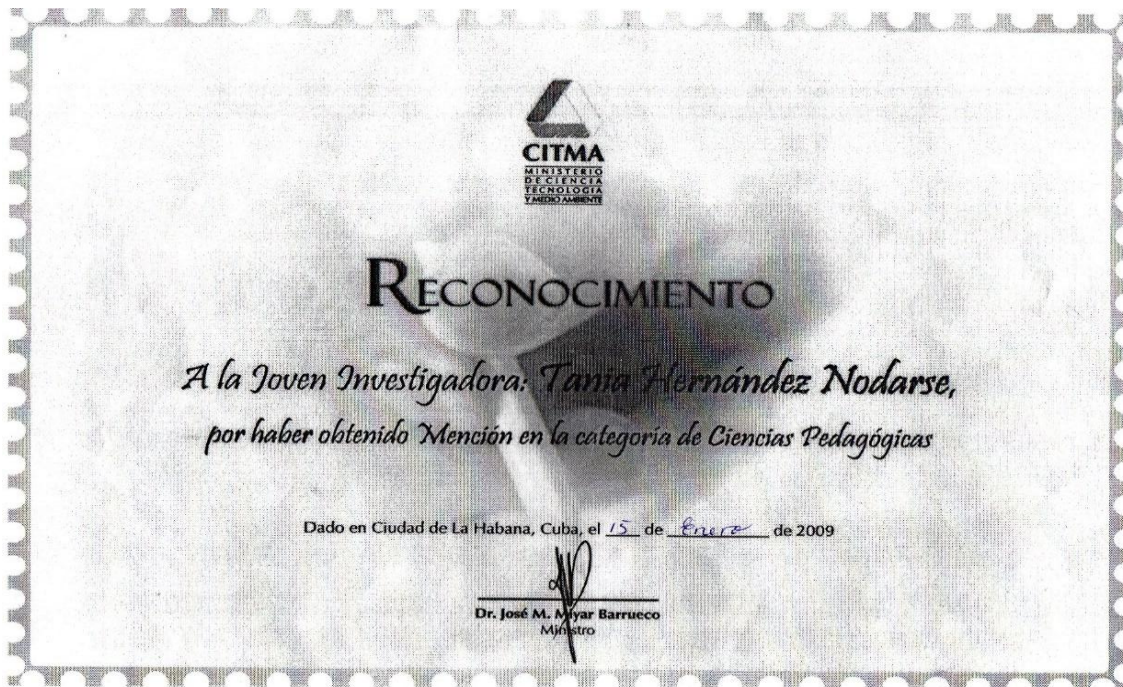 CITMA
MINISTERIO
DE CIENCIA
TECNOLOGIA
Y MEDIO AMBIENTE
RECONOCIMIENTO
A la Joven Investigadora: Tania Hernández Nodarse,
por haber obtenido Mención en la categoría de Ciencias Pedagógicas
Dado en Ciudad de La Habana, Cuba, el 15 de Enero de 2009
Dr. José M. Miyar Barrueco
Ministro